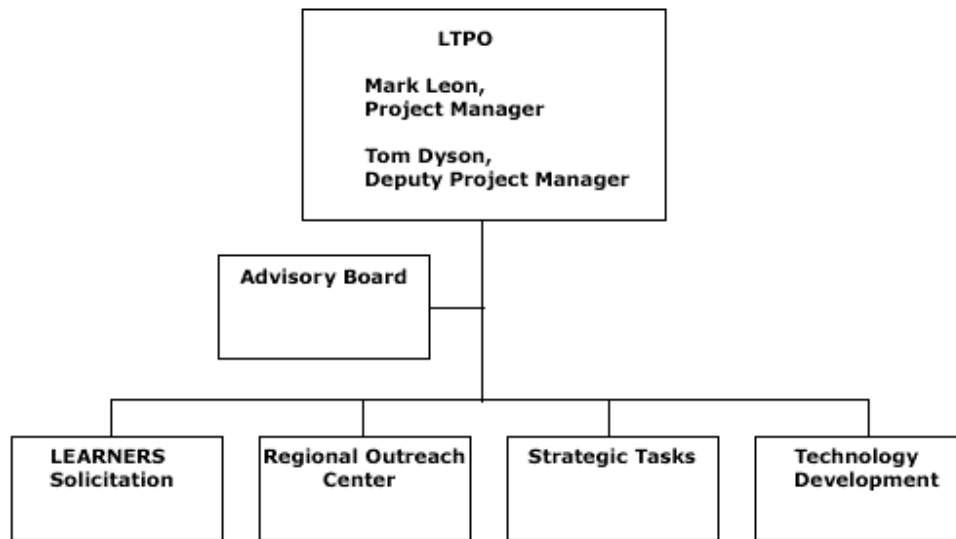 LTPO
Mark Leon,
Project Manager
Tom Dyson,
Deputy Project Manager
Advisory Board
LEARNERS
Solicitation
Regional Outreach
Center
Strategic Tasks
Technology
Development